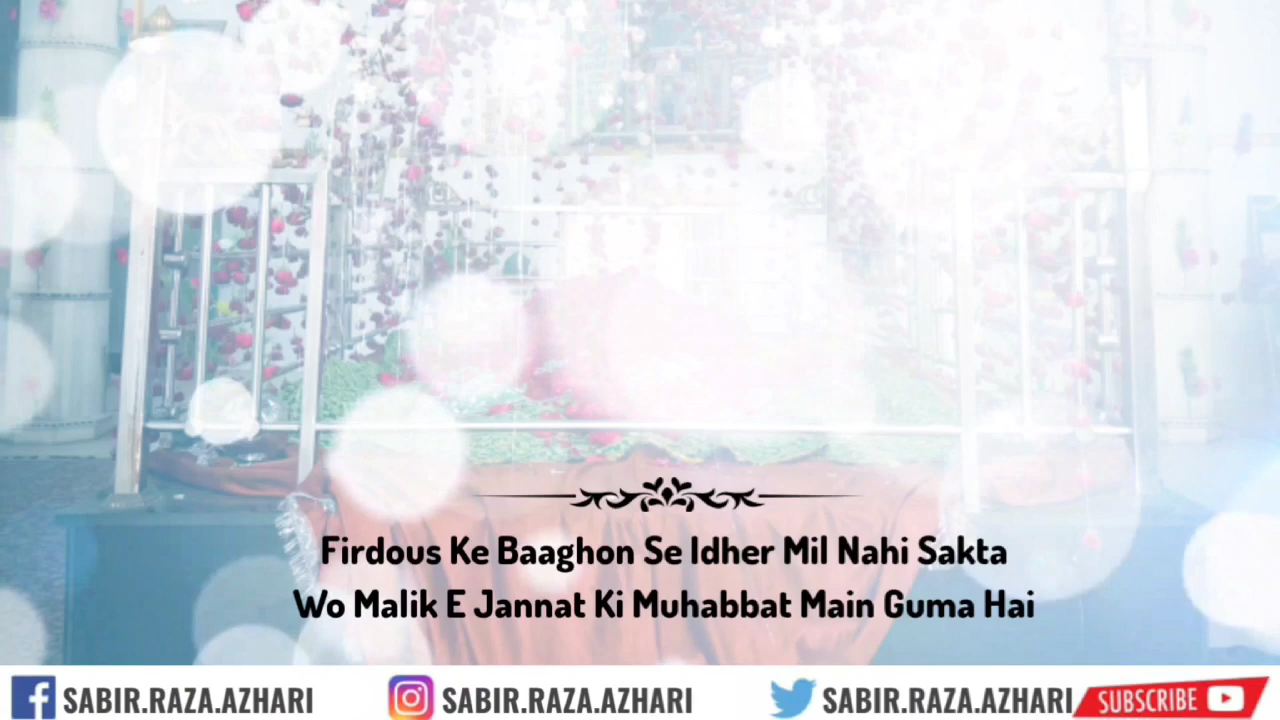 Firdous Ke Baaghon Se Idher Mil Nahi Sakta
Wo Malik E Jannat Ki Muhabbat Main Guma Hai
SABIR.RAZA.AZHARI SABIR.RAZA.AZHARI SABIR.RAZA.AZHARI SUBSCRIBE